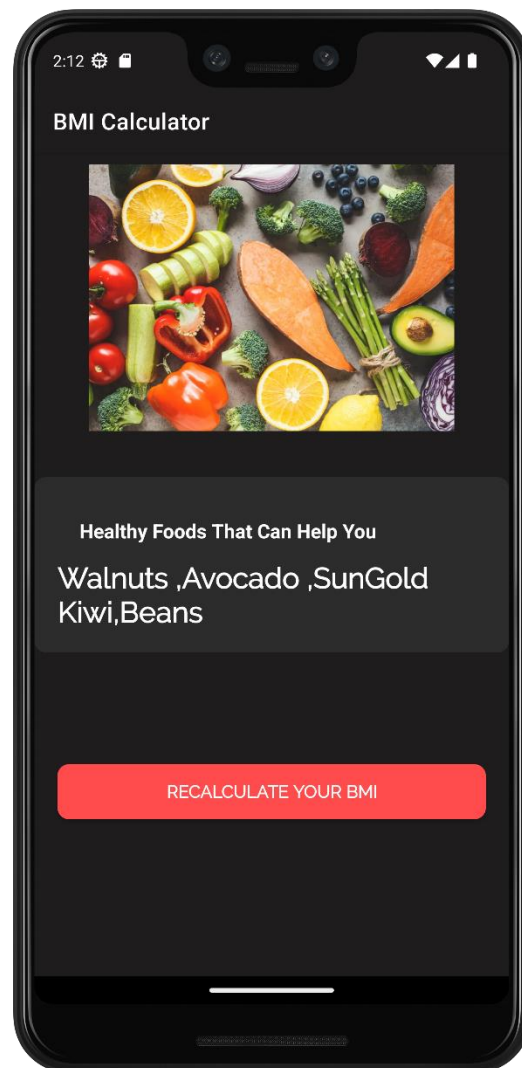 2:12
BMI Calculator
Healthy Foods That Can Help You
Walnuts ,Avocado ,SunGold
Kiwi,Beans
RECALCULATE YOUR BMI